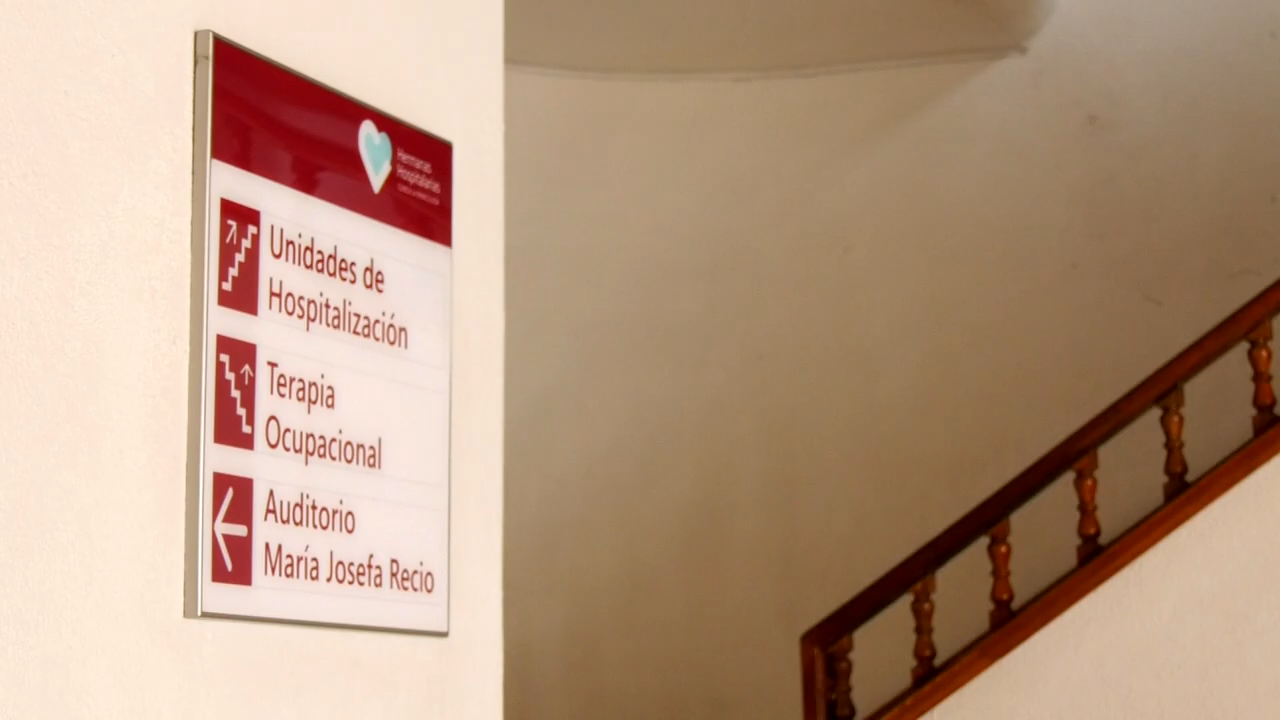 Hermanas
Hospitalarias
Unidades de
Hospitalización
Terapia
Ocupacional
Auditorio
María Josefa Recio